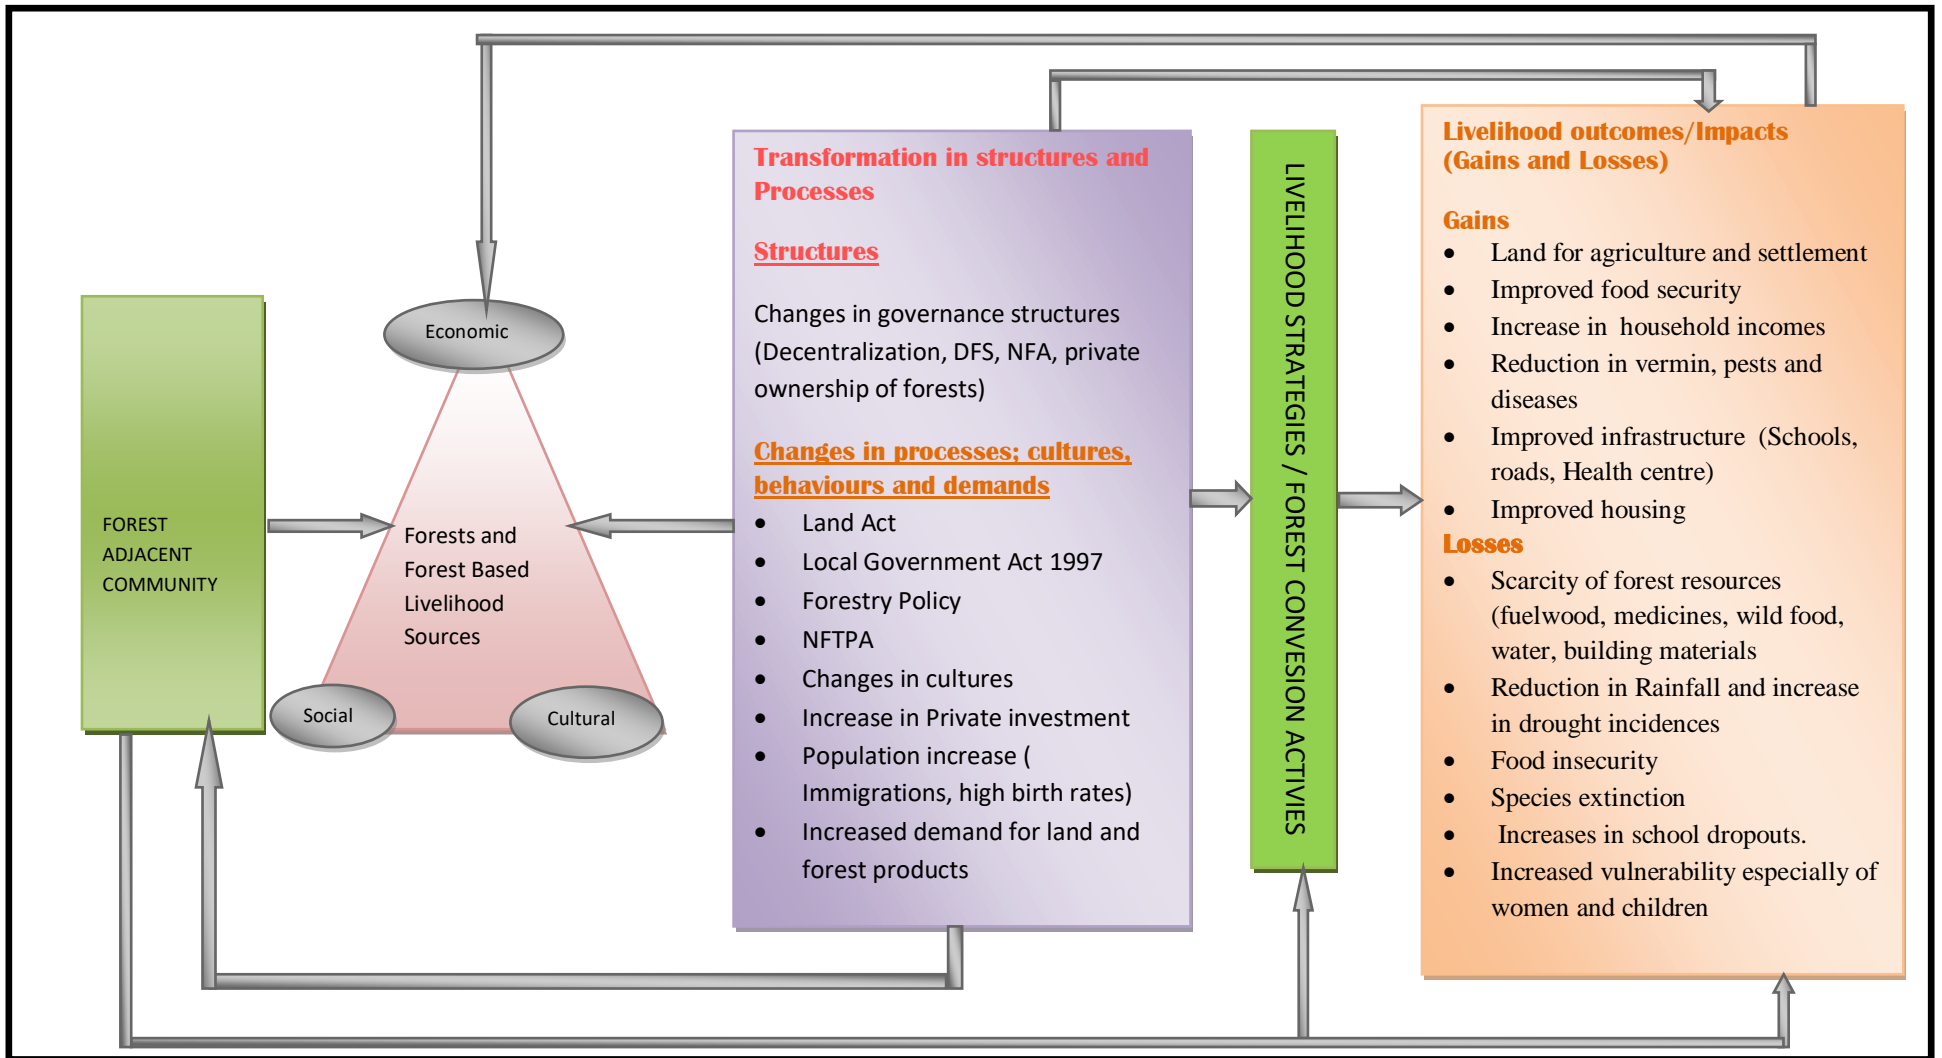 FOREST
ADJACENT
COMMUNITY
Economic
Forests and
Forest Based
Livelihood
Sources
Social
Cultural
Transformation in structures and
Processes
Structures
Changes in governance structures
(Decentralization, DFS, NFA, private
ownership of forests)
Changes in processes; cultures,
behaviours and demands
• Land Act
• Local Government Act 1997
• Forestry Policy
• NFTPA
• Changes in cultures
• Increase in Private investment
• Population increase (
Immigrations, high birth rates)
• Increased demand for land and
forest products
LIVELIHOOD STRATEGIES / FOREST CONVESION ACTIVIES
Livelihood outcomes/Impacts
(Gains and Losses)
Gains
• Land for agriculture and settlement
• Improved food security
• Increase in household incomes
• Reduction in vermin, pests and
diseases
• Improved infrastructure (Schools,
roads, Health centre)
• Improved housing
Losses
• Scarcity of forest resources
(fuelwood, medicines, wild food,
water, building materials
• Reduction in Rainfall and increase
in drought incidences
• Food insecurity
• Species extinction
• Increases in school dropouts.
• Increased vulnerability especially of
women and children